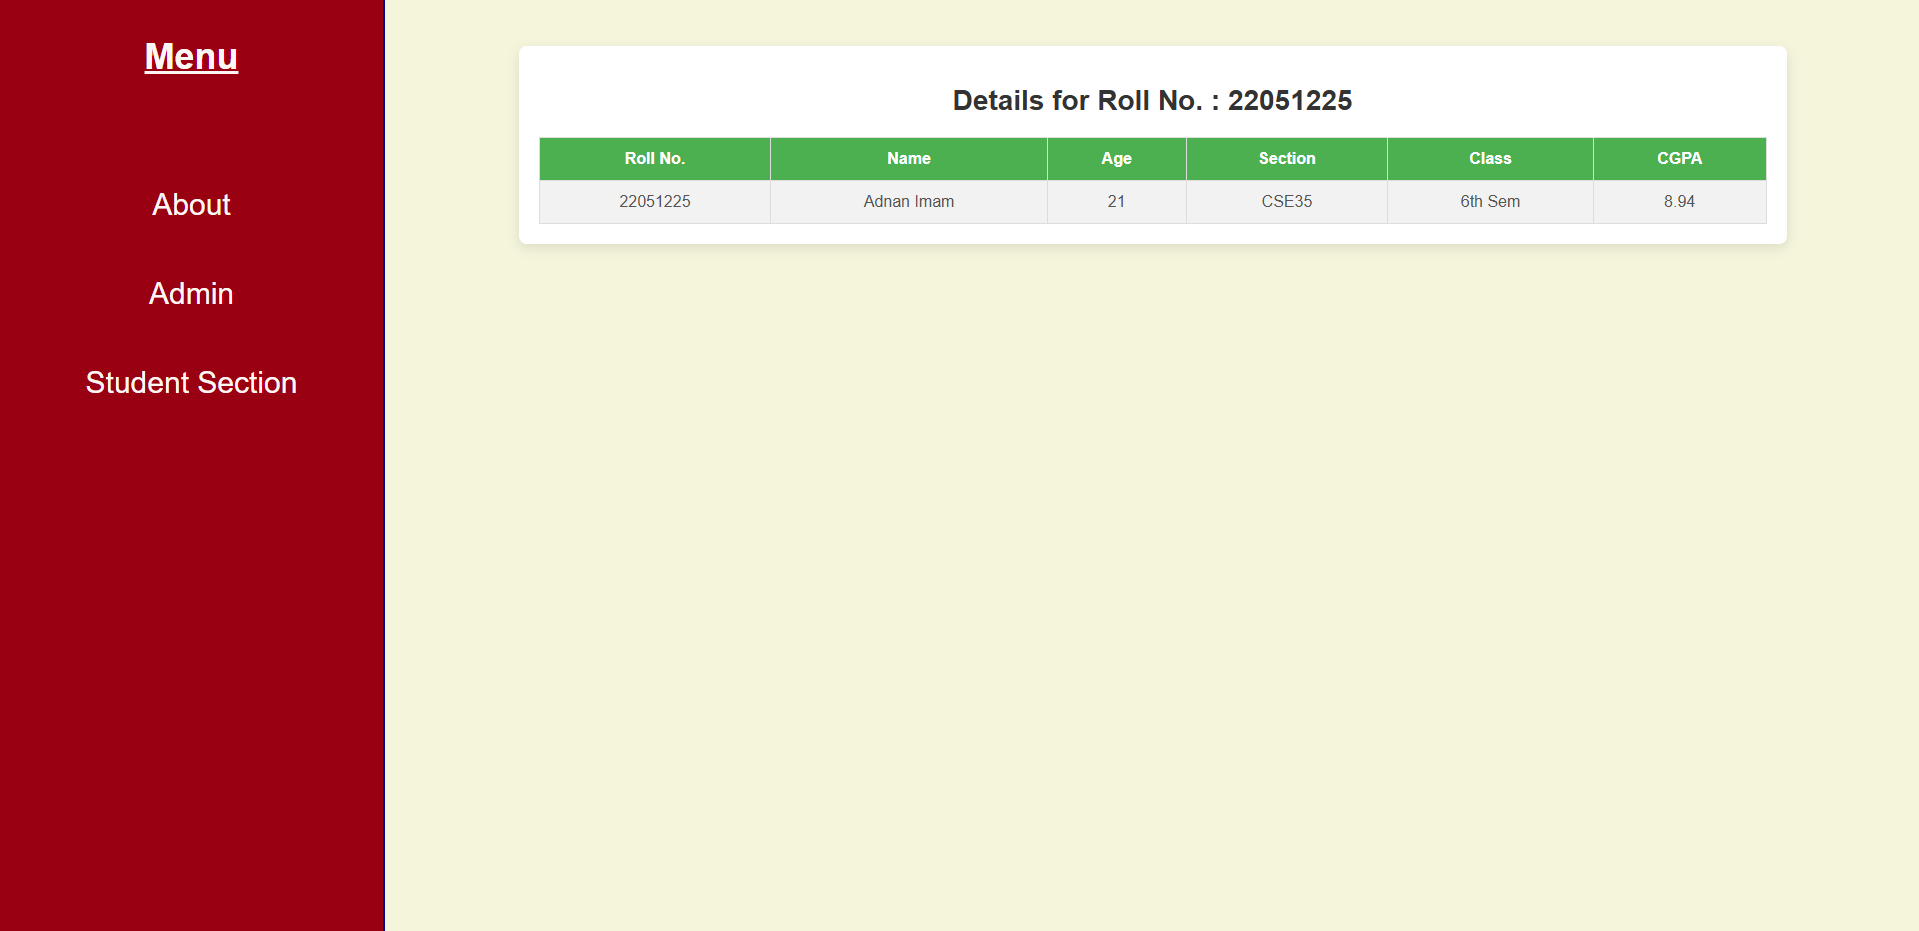 Menu
About
Admin
Student Section
Details for Roll No. : 22051225
Roll No. Name Age Section Class CGPA
22051225 Adnan Imam 21 CSE35 6th Sem 8.94